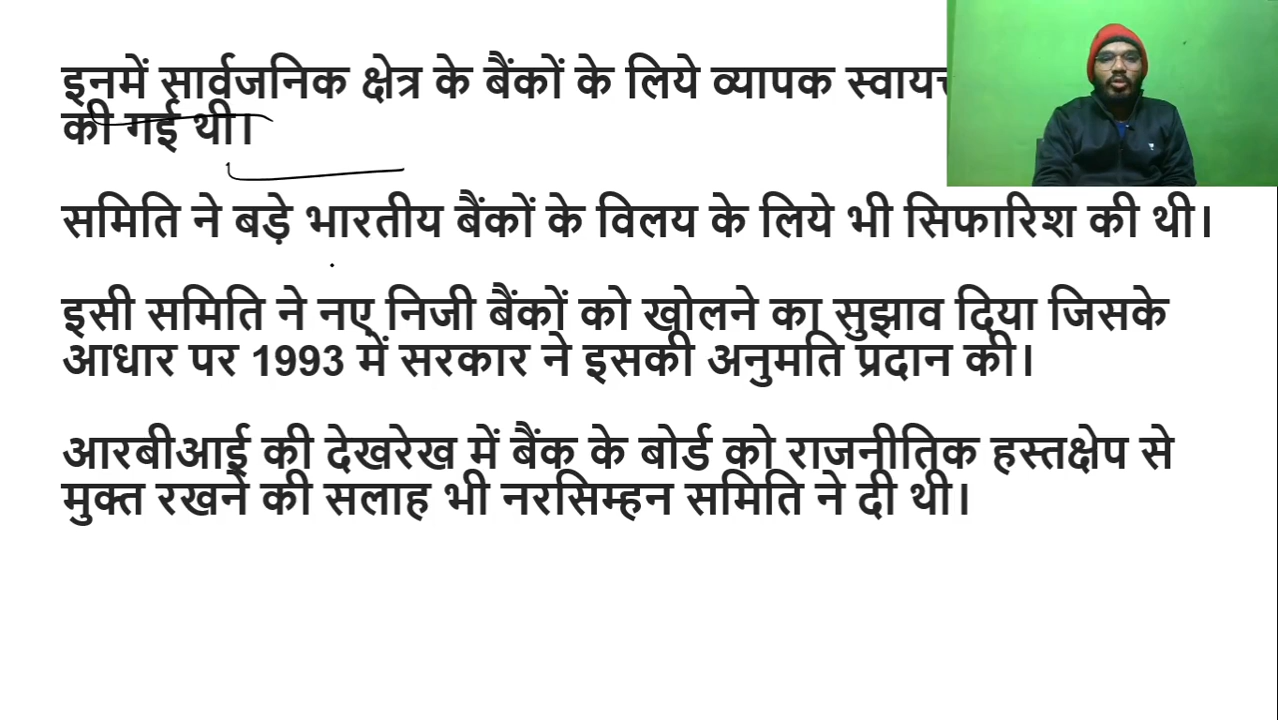 इनमें सार्वजनिक क्षेत्र के बैंकों के लिये व्यापक
की गई थी।
समिति ने बड़े भारतीय बैंकों के विलय के लिये भी सिफारिश की थी।
इसी समिति ने नए निजी बैंकों को खोलने का सुझाव दिया जिसके
आधार पर 1993 में सरकार ने इसकी अनुमति प्रदान की।
आरबीआई की देखरेख में बैंक के बोर्ड को राजनीतिक हस्तक्षेप से
मुक्त रखने की सलाह भी नरसिम्हन समिति ने दी थी।